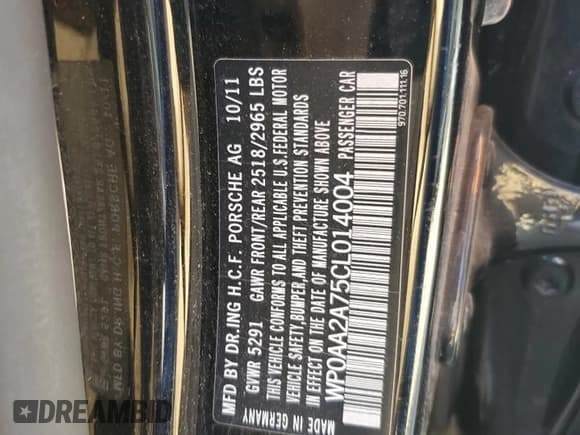 MFD BY DR.ING H.C.F. PORSCHE AG 10/11
GVWR 5291 GAWR FRONT/REAR 2518/2965 LBS
THIS VEHICLE CONFORMS TO ALL APPLICABLE U.S.FEDERAL MOTOR
VEHICLE SAFETY,BUMPER,AND THEFT PREVENTION STANDARDS
IN EFFECT ON THE DATE OF MANUFACTURE SHOWN ABOVE
WP0AA2A75CL014004 PASSENGER CAR
MADE IN GERMANY 970.701.111.16
DREAMBID